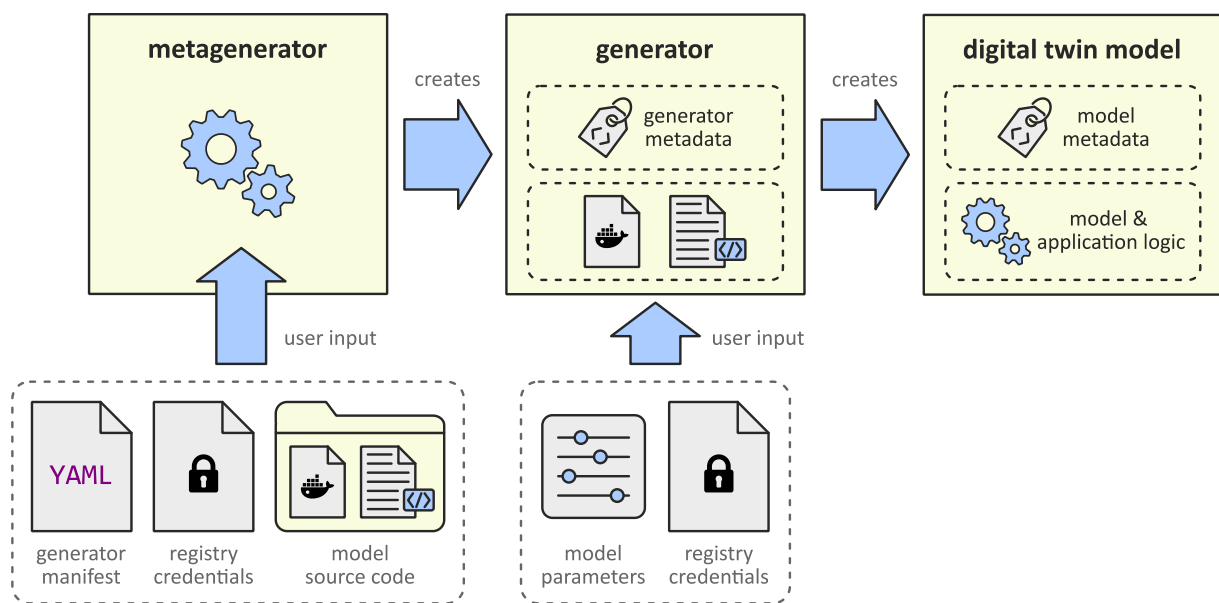 metagenerator
creates
generator
generator
metadata
</>
creates
digital twin model
model
metadata
model &
application logic
user input
YAML
generator
manifest
registry
credentials
</>
model
source code
user input
model
parameters
registry
credentials